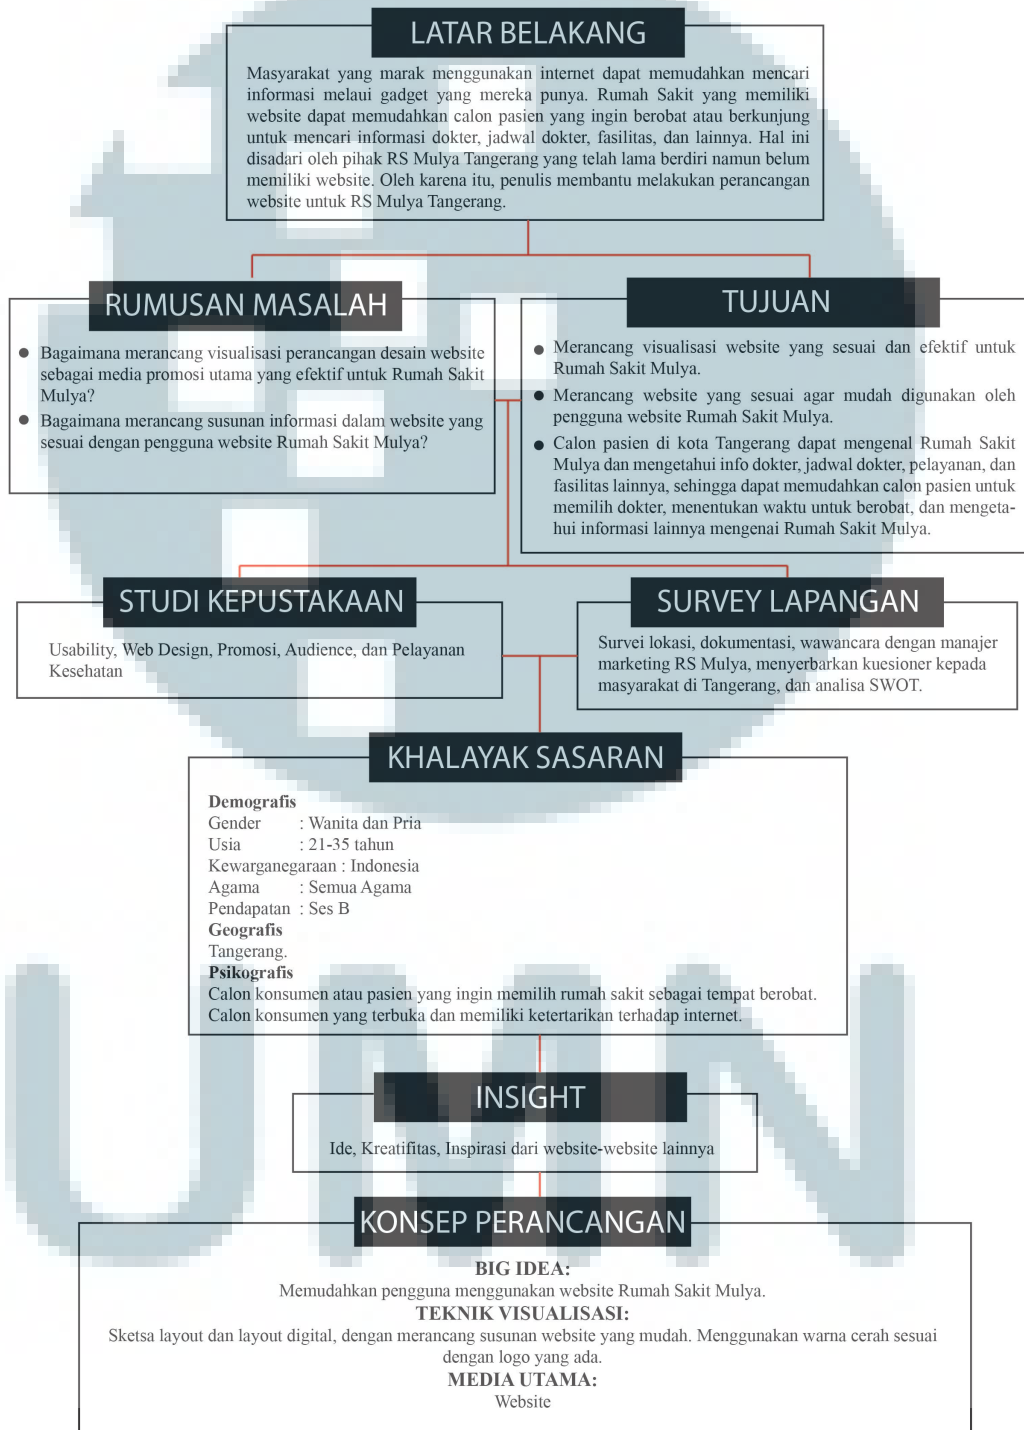 LATAR BELAKANG
Masyarakat yang marak menggunakan internet dapat memudahkan mencari
informasi melaui gadget yang mereka punya. Rumah Sakit yang memiliki
website dapat memudahkan calon pasien yang ingin berobat atau berkunjung
untuk mencari informasi dokter, jadwal dokter, fasilitas, dan lainnya. Hal ini
disadari oleh pihak RS Mulya Tangerang yang telah lama berdiri namun belum
memiliki website. Oleh karena itu, penulis membantu melakukan perancangan
website untuk RS Mulya Tangerang.
RUMUSAN MASALAH
● Bagaimana merancang visualisasi perancangan desain website
sebagai media promosi utama yang efektif untuk Rumah Sakit
Mulya?
● Bagaimana merancang susunan informasi dalam website yang
sesuai dengan pengguna website Rumah Sakit Mulya?
TUJUAN
● Merancang visualisasi website yang sesuai dan efektif untuk
Rumah Sakit Mulya.
● Merancang website yang sesuai agar mudah digunakan oleh
pengguna website Rumah Sakit Mulya.
● Calon pasien di kota Tangerang dapat mengenal Rumah Sakit
Mulya dan mengetahui info dokter, jadwal dokter, pelayanan, dan
fasilitas lainnya, sehingga dapat memudahkan calon pasien untuk
memilih dokter, menentukan waktu untuk berobat, dan mengeta-
hui informasi lainnya mengenai Rumah Sakit Mulya.
STUDI KEPUSTAKAAN
Usability, Web Design, Promosi, Audience, dan Pelayanan
Kesehatan
SURVEY LAPANGAN
Survei lokasi, dokumentasi, wawancara dengan manajer
marketing RS Mulya, menyerbarkan kuesioner kepada
masyarakat di Tangerang, dan analisa SWOT.
KHALAYAK SASARAN
Demografis
Gender : Wanita dan Pria
Usia : 21-35 tahun
Kewarganegaraan : Indonesia
Agama : Semua Agama
Pendapatan : Ses B
Geografis
Tangerang.
Psikografis
Calon konsumen atau pasien yang ingin memilih rumah sakit sebagai tempat berobat.
Calon konsumen yang terbuka dan memiliki ketertarikan terhadap internet.
INSIGHT
Ide, Kreatifitas, Inspirasi dari website-website lainnya
KONSEP PERANCANGAN
BIG IDEA:
Memudahkan pengguna menggunakan website Rumah Sakit Mulya.
TEKNIK VISUALISASI:
Sketsa layout dan layout digital, dengan merancang susunan website yang mudah. Menggunakan warna cerah sesuai
dengan logo yang ada.
MEDIA UTAMA:
Website
UMN